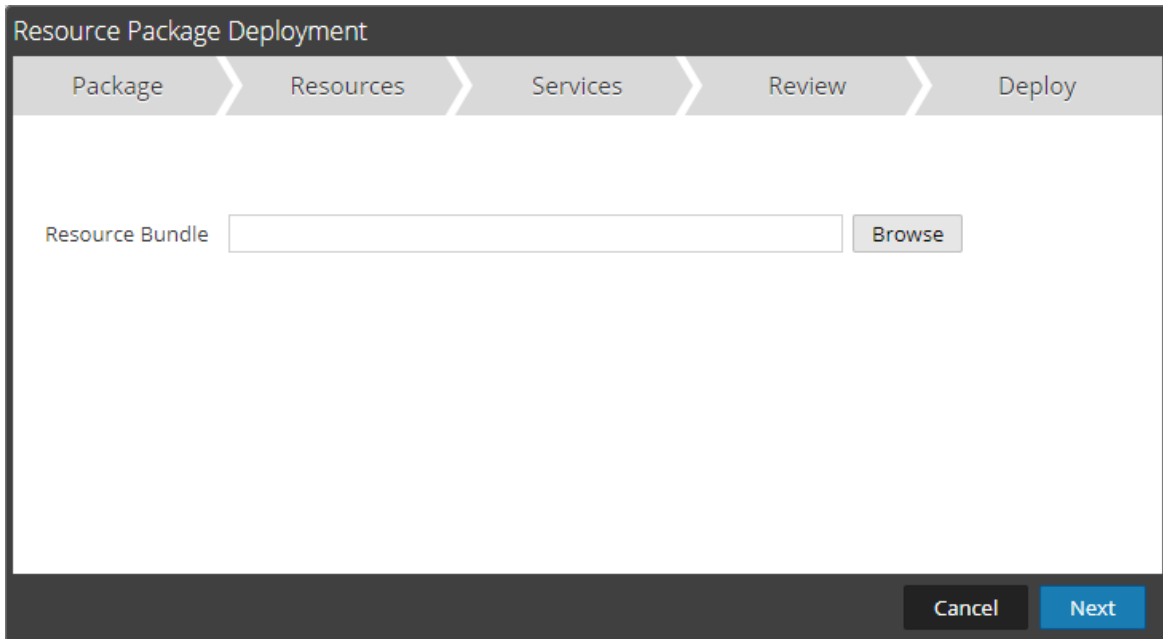 Resource Package Deployment
Package Resources Services Review Deploy
Resource Bundle Browse
Cancel Next